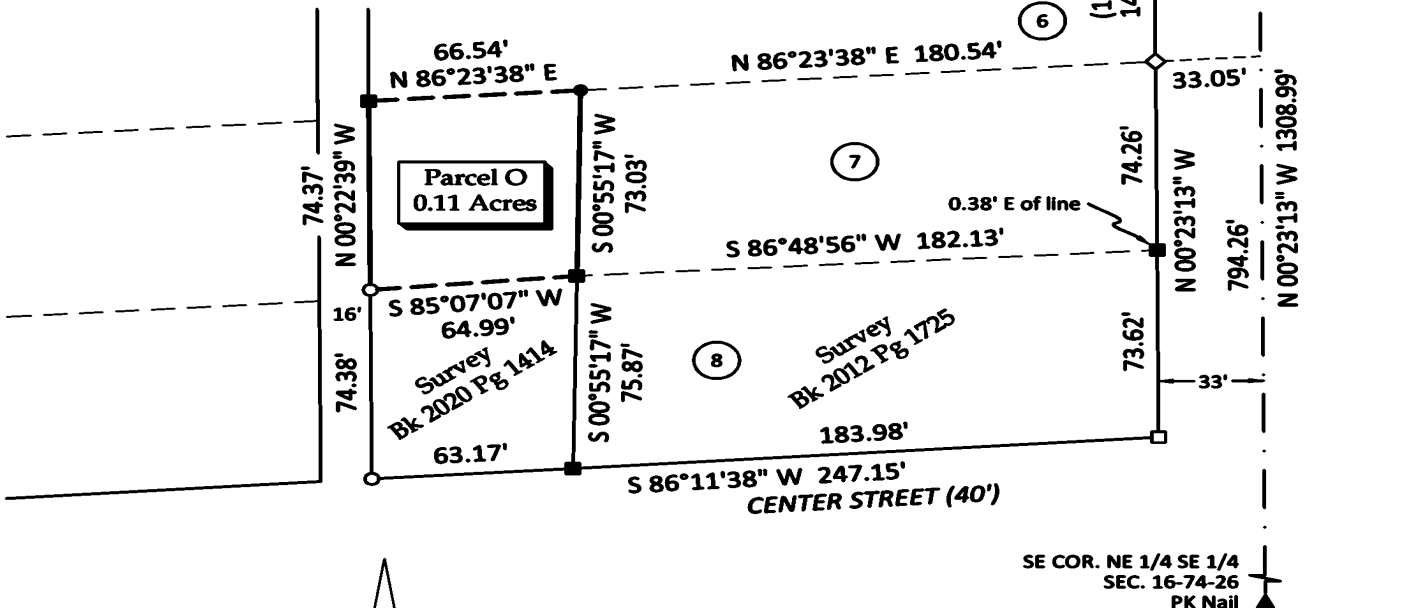 66.54'
N 86°23'38" E
N 86°23'38" E 180.54'
6
33.05'
N 00°23'13" W 1308.99'
74.37'
N 00°22'39" W
Parcel O
0.11 Acres
S 00°55'17" W
73.03'
7
74.26'
N 00°23'13" W
794.26'
0.38' E of line
S 86°48'56" W 182.13'
S 85°07'07" W
64.99'
16'
74.38'
Survey
Bk 2020 Pg 1414
S 00°55'17" W
75.87'
8
Survey
Bk 2012 Pg 1725
73.62'
33'
63.17'
183.98'
S 86°11'38" W 247.15'
CENTER STREET (40')
SE COR. NE 1/4 SE 1/4
SEC. 16-74-26
PK Nail